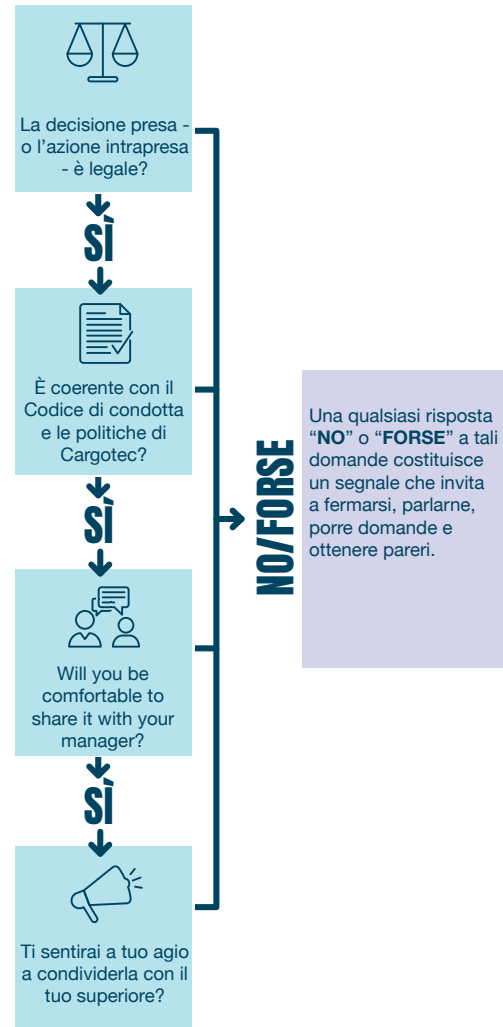 La decisione presa -
o l’azione intrapresa
- è legale?
SÌ
È coerente con il
Codice di condotta
e le politiche di
Cargotec?
SÌ
Will you be
comfortable to
share it with your
manager?
SÌ
Ti sentirai a tuo agio
a condividerla con il
tuo superiore?
NO/FORSE
Una qualsiasi risposta
“NO” o “FORSE” a tali
domande costituisce
un segnale che invita
a fermarsi, parlarne,
porre domande e
ottenere pareri.